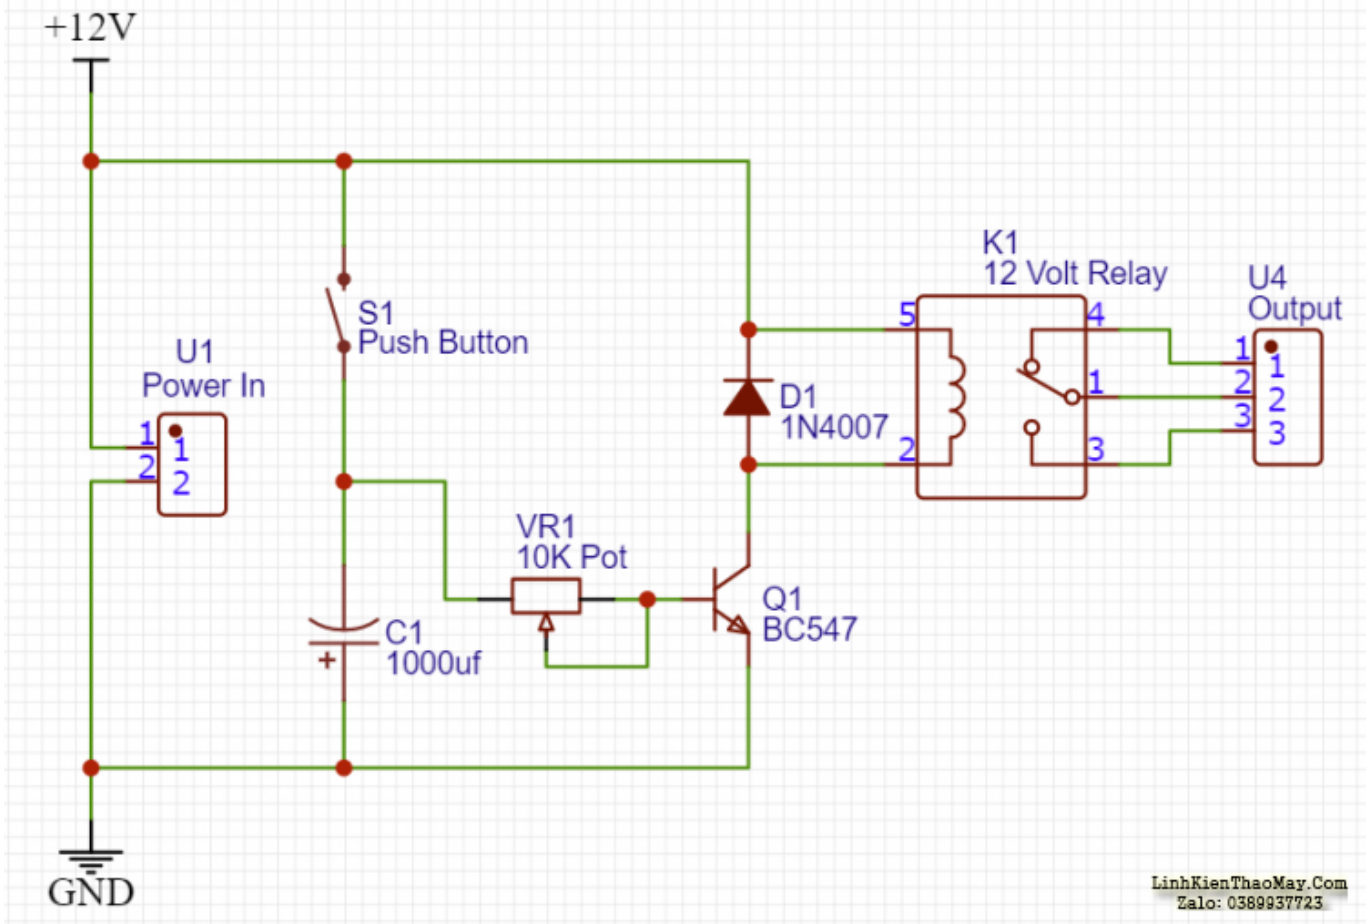 +12V
K1
12 Volt Relay
U4
Output
5
4
S1
Push Button
1
1
U1
Power In
1
2
2
D1
1N4007
3
3
1
1
2
3
2
2
VR1
10K Pot
Q1
BC547
C1
1000uf
+
GND
LinhKienThaoMay.Com
Zalo: 0389937723